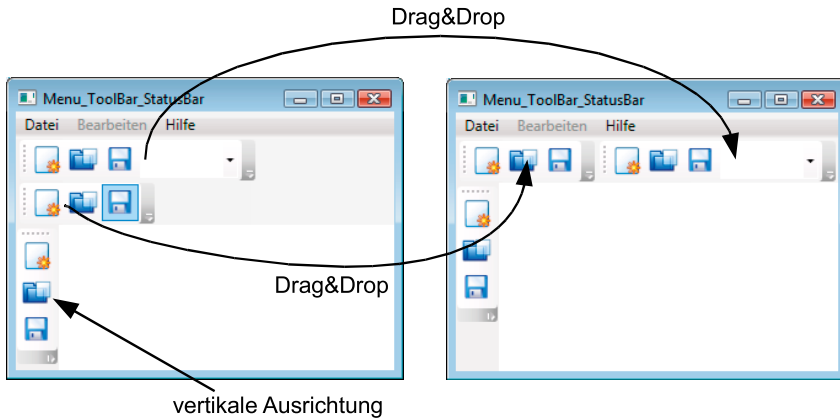 Drag&Drop
Menu_ToolBar_StatusBar
Datei Bearbeiten Hilfe
Menu_ToolBar_StatusBar
Datei Bearbeiten Hilfe
Drag&Drop
vertikale Ausrichtung